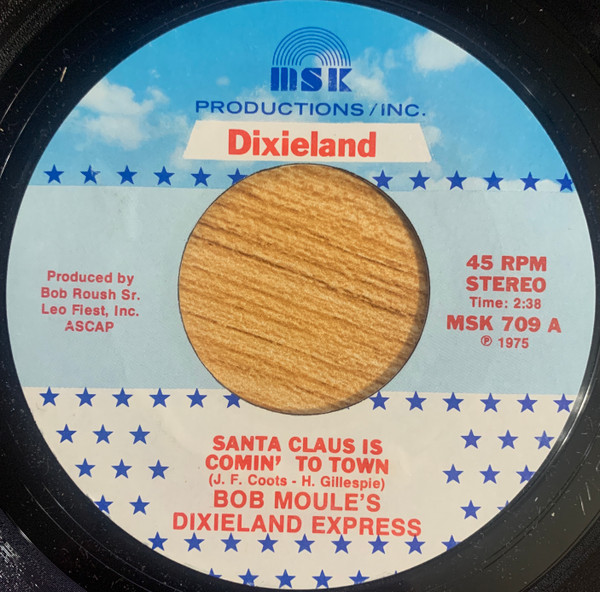 msk
PRODUCTIONS/INC.
Dixieland
Produced by
Bob Roush Sr.
Leo Fiest, Inc.
ASCAP
45 RPM
STEREO
Time: 2:38
MSK 709 A
℗ 1975
SANTA CLAUS IS
COMIN' TO TOWN
(J. F. Coots - H. Gillespie)
BOB MOULE'S
DIXIELAND EXPRESS